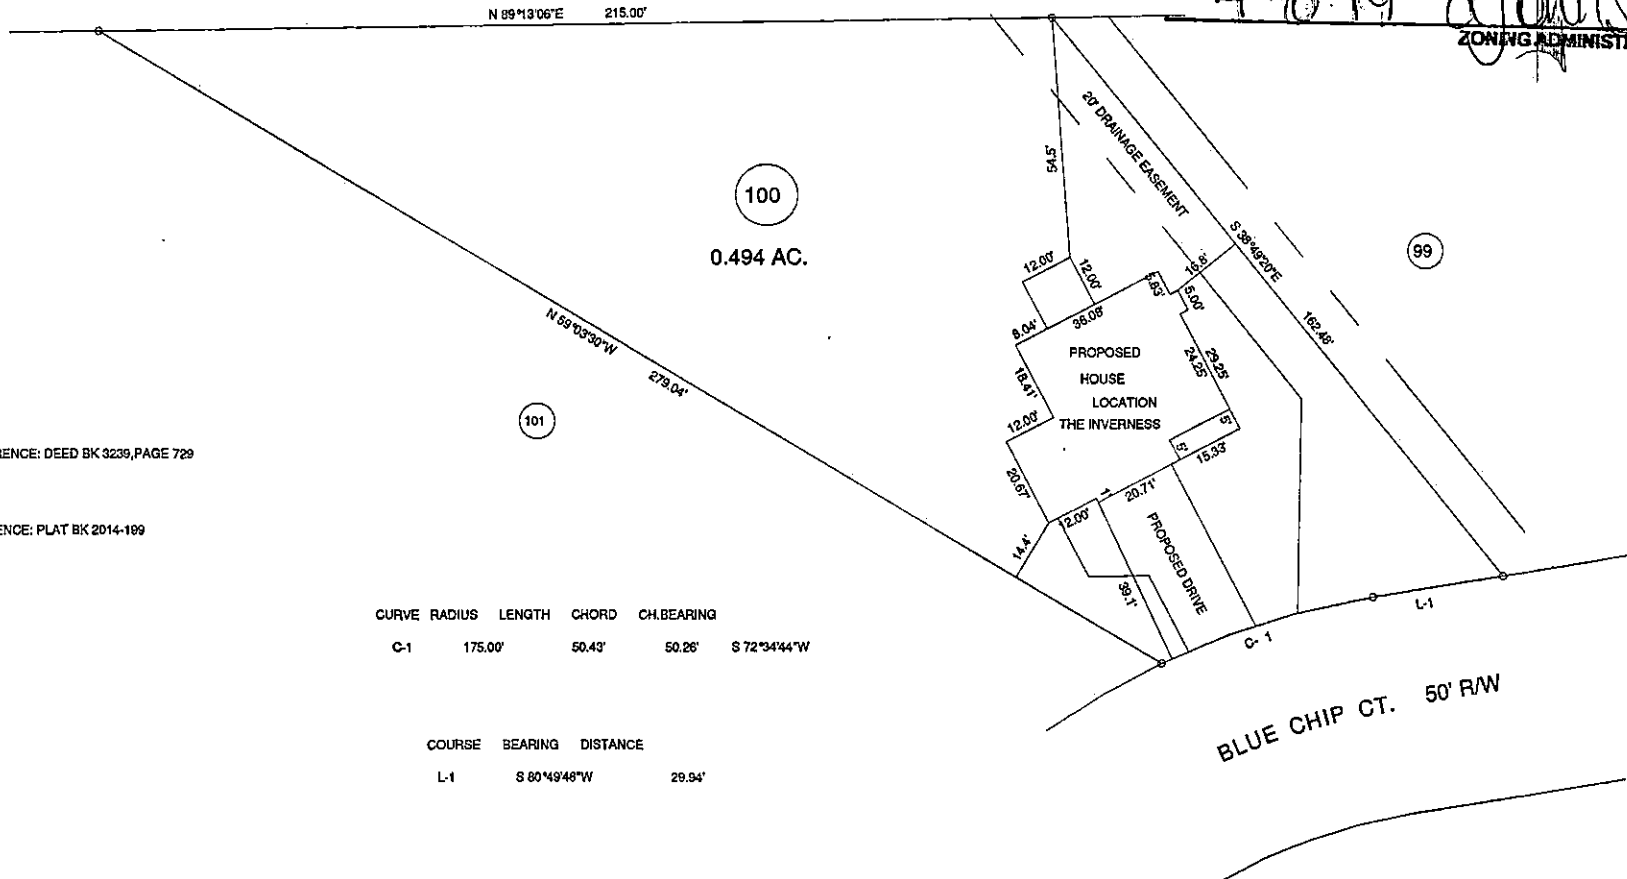 N 89°13'06"E 215.00'
ZONING ADMINIST
20' DRAINAGE EASEMENT
54.5'
100
0.494 AC.
S 38°49'20"E
162.48'
99
12.00'
12.00'
16.8'
5.83'
5.00'
8.04'
36.08'
N 59°03'30"W
279.04'
18.41'
29.25'
24.25'
PROPOSED
HOUSE
LOCATION
THE INVERNESS
101
12.00'
5'
5'
15.33'
RENCE: DEED BK 3239,PAGE 729
20.67'
1'
20.71'
12.00'
ENCE: PLAT BK 2014-199
14.4'
PROPOSED DRIVE
39.1'
CURVE RADIUS LENGTH CHORD CH.BEARING
C-1 175.00' 50.43' 50.26' S 72°34'44"W
L-1
C- 1
BLUE CHIP CT. 50' R/W
COURSE BEARING DISTANCE
L-1 S 80°49'46"W 29.94'